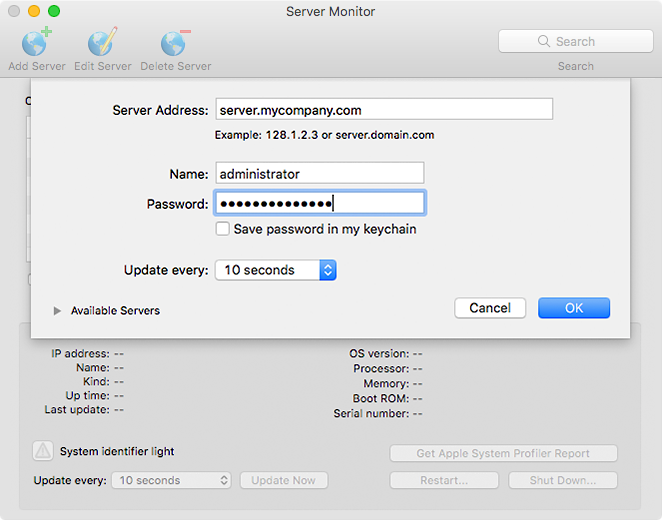 Server Monitor
Add Server Edit Server Delete Server
Search
Search
Server Address: server.mycompany.com
Example: 128.1.2.3 or server.domain.com
Name: administrator
Password: ●●●●●●●●●●●●●●
Save password in my keychain
Update every: 10 seconds
Available Servers
Cancel OK
IP address: -- OS version: --
Name: -- Processor: --
Kind: -- Memory: --
Up time: -- Boot ROM: --
Last update: -- Serial number: --
System identifier light Get Apple System Profiler Report
Update every: 10 seconds Update Now Restart... Shut Down...